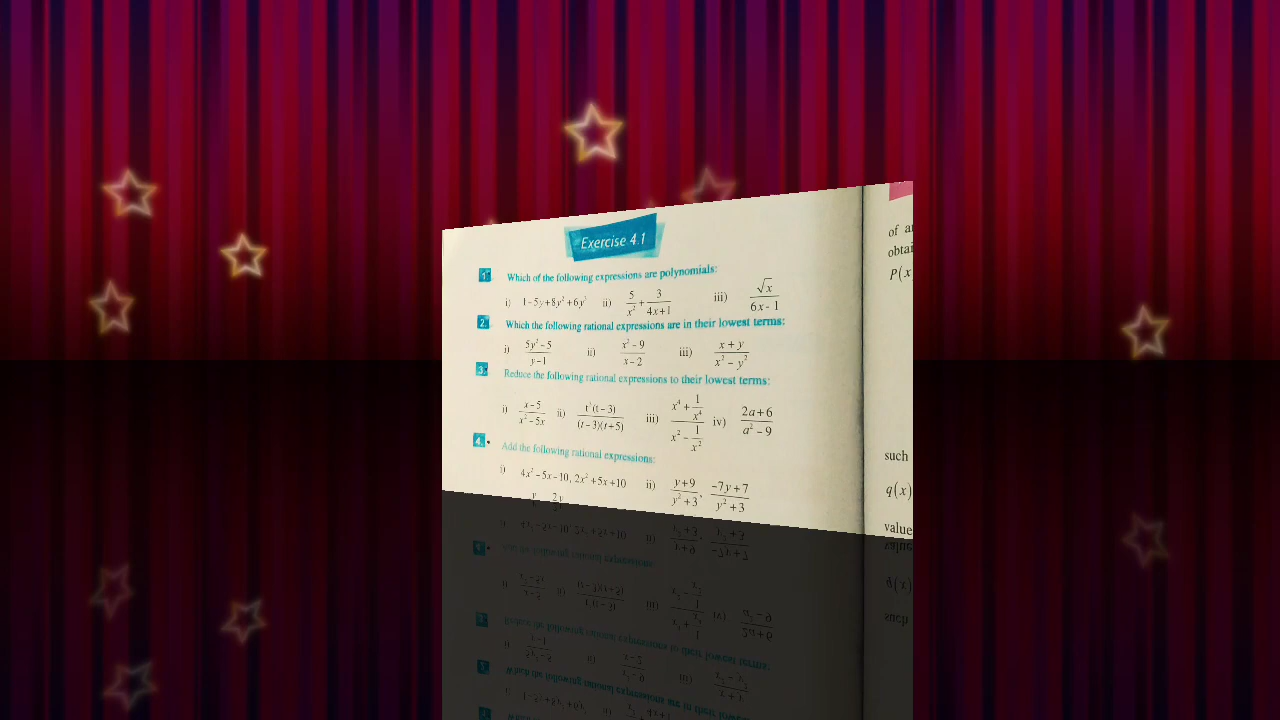 Exercise 4.1
1. Which of the following expressions are polynomials:
i) 1-5y+8y²+6y³ ii) 5/x² + 3/(4x+1) iii) √x/(6x-1)
2. Which the following rational expressions are in their lowest terms:
i) (5y²-5)/(y-1) ii) (x²-9)/(x-2) iii) (x+y)/(x²-y²)
3. Reduce the following rational expressions to their lowest terms:
i) (x-5)/(x²-5x) ii) t³(t-3)/((t-3)(t+5)) iii) (x⁴+1/x⁴)/(x²-1/x²) iv) (2a+6)/(a²-9)
4. Add the following rational expressions:
i) 4x²-5x-10, 2x²+5x+10 ii) (y+9)/(y²+3), (-7y+7)/(y²+3)
of
P(x
such
q(x)
value